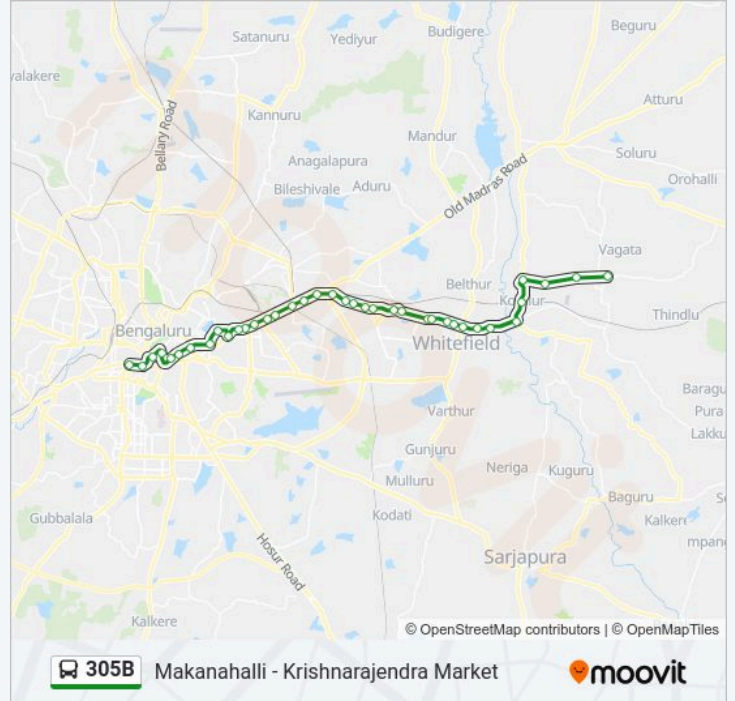 Satanuru
Yediyur
Budigere
Beguru
valakere
Bellary Road
Kannuru
Atturu
Mandur
Soluru
Anagalapura
Bileshivale
Aduru
Old Madras Road
Orohalli
Vagata
Belthur
Thindlu
Bengaluru
Whitefield
Baragu
Varthur
Pura
Lakku
Gunjuru
Neriga
Kuguru
Mulluru
Baguru
Kodati
Kalkere
Gubbalala
Hosur Road
mpan
Sarjapura
Kalkere
© OpenStreetMap contributors | © OpenMapTiles
305B Makanahalli - Krishnarajendra Market moovit